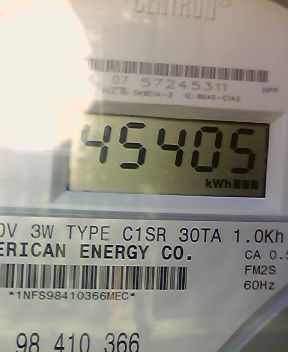 CENTRON
07 57245311
HPP
45405
kWh
0V 3W TYPE C1SR 30TA 1.0Kh
ERICAN ENERGY CO.
CA 0.5
FM2S
*1NFS98410366MEC*
60Hz
98 410 366